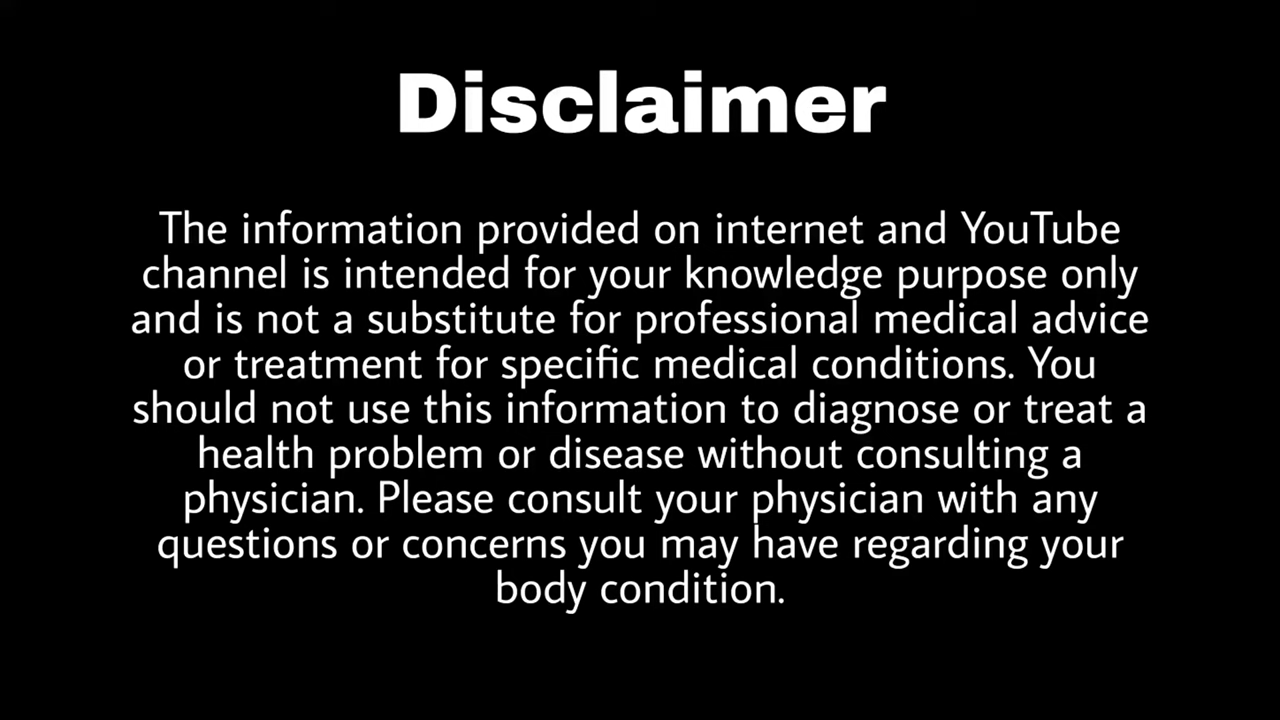 Disclaimer
The information provided on internet and YouTube
channel is intended for your knowledge purpose only
and is not a substitute for professional medical advice
or treatment for specific medical conditions. You
should not use this information to diagnose or treat a
health problem or disease without consulting a
physician. Please consult your physician with any
questions or concerns you may have regarding your
body condition.